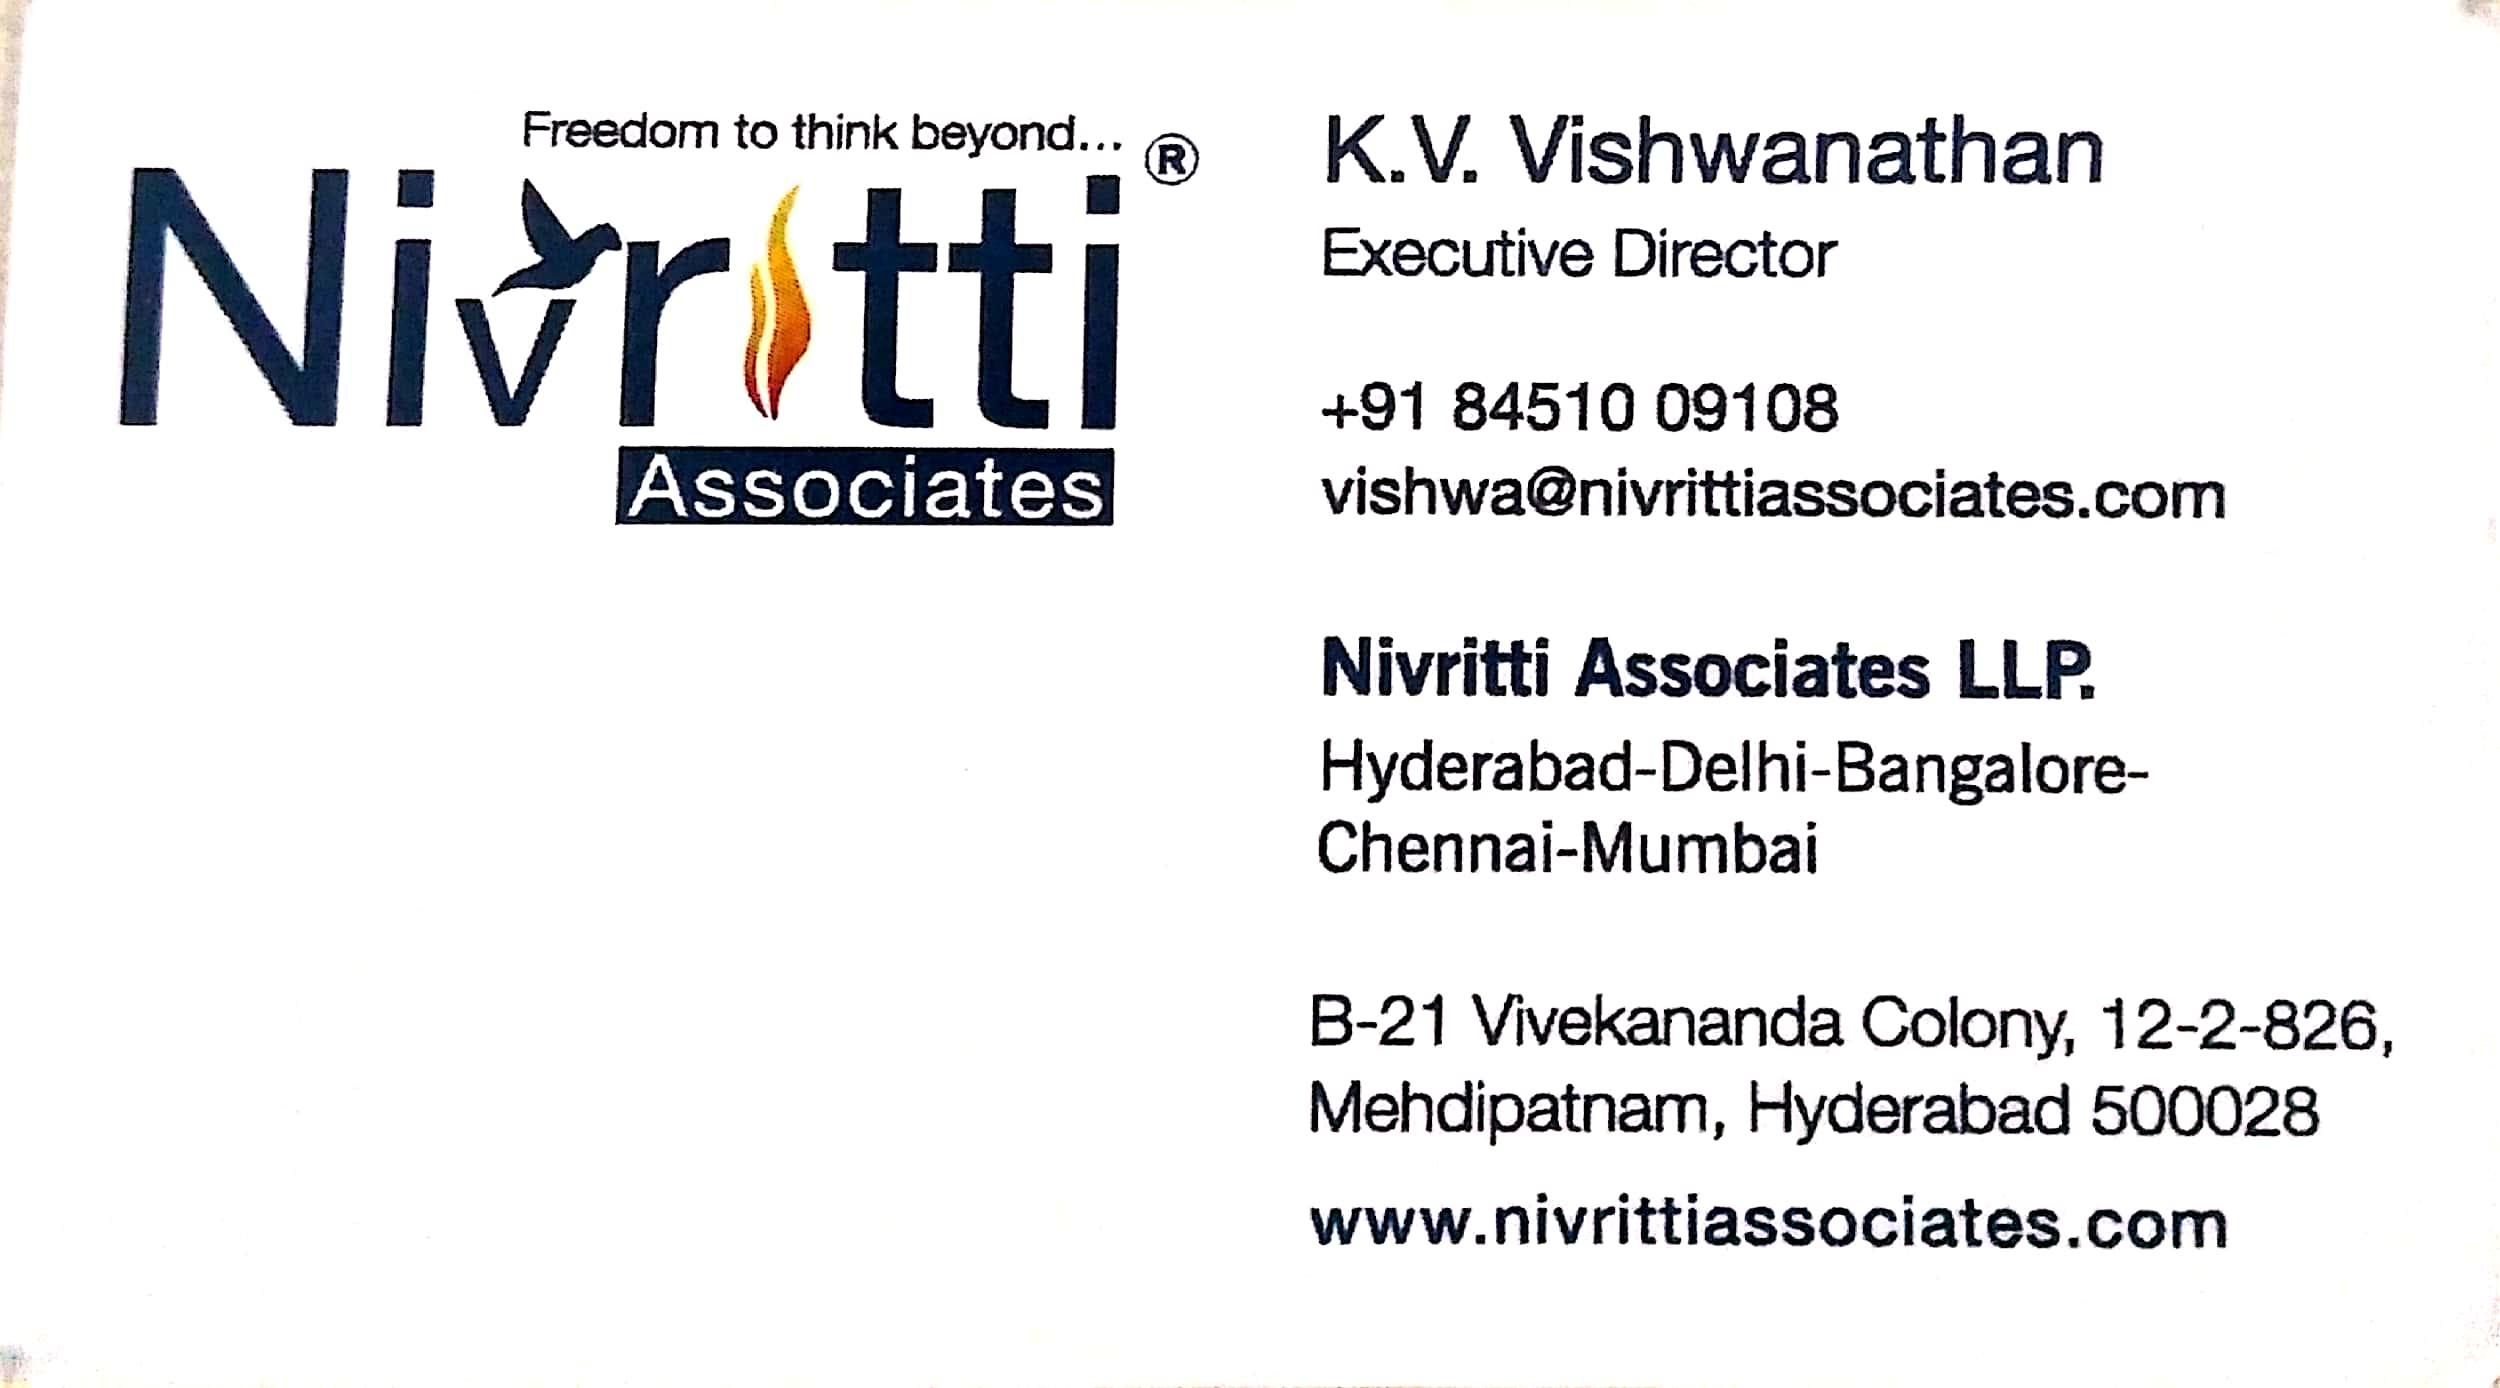 Freedom to think beyond...
Nivritti®
Associates
K.V. Vishwanathan
Executive Director
+91 84510 09108
vishwa@nivrittiassociates.com
Nivritti Associates LLP.
Hyderabad-Delhi-Bangalore-
Chennai-Mumbai
B-21 Vivekananda Colony, 12-2-826,
Mehdipatnam, Hyderabad 500028
www.nivrittiassociates.com